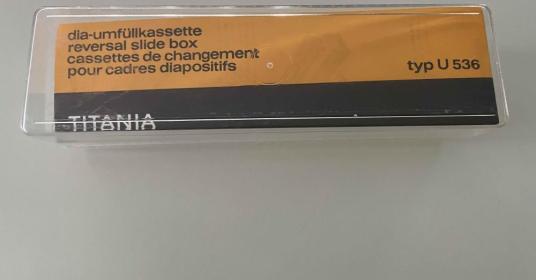 dia-umfüllkassette
reversal slide box
cassettes de changement
pour cadres diapositifs
typ U 536
TITANIA